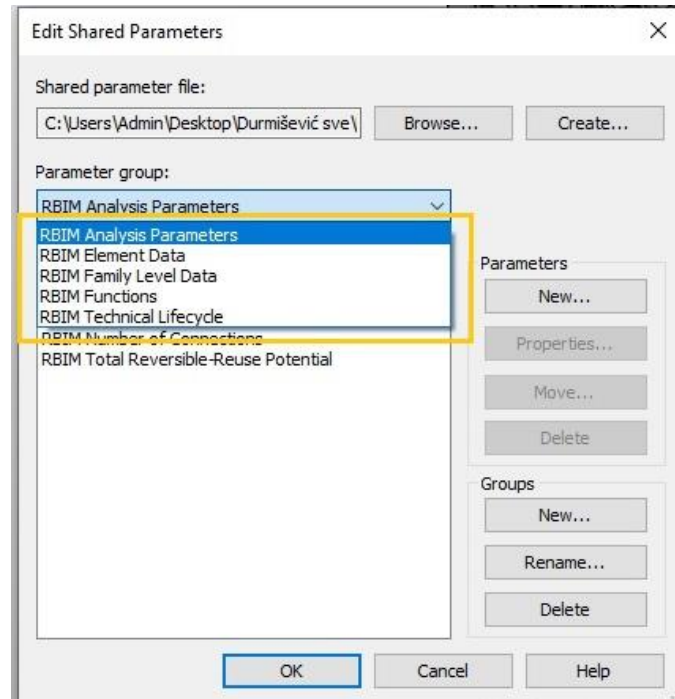 Edit Shared Parameters
Shared parameter file:
C:\Users\Admin\Desktop\Durmišević sve\
Browse...
Create...
Parameter group:
RBIM Analysis Parameters
RBIM Analysis Parameters
RBIM Element Data
RBIM Family Level Data
RBIM Functions
RBIM Technical Lifecycle
RBIM Number of Connections
RBIM Total Reversible-Reuse Potential
Parameters
New...
Properties...
Move...
Delete
Groups
New...
Rename...
Delete
OK
Cancel
Help